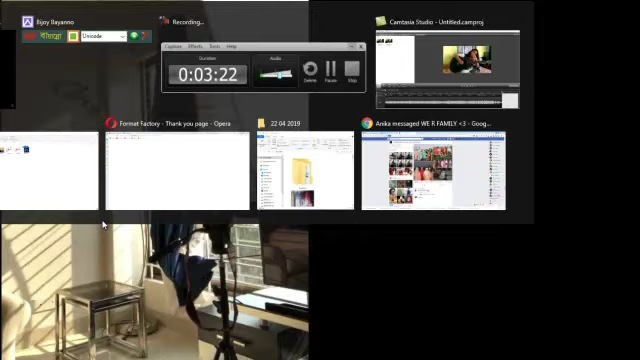 Bijoy Bayanno
Recording...
Camtasia Studio - Untitled.camproj
Unicode
Capture Effects Tools Help
Duration
Audio
0:03:22
Delete
Pause
Stop
Format Factory - Thank you page - Opera
22 04 2019
Anika messaged WE R FAMILY <3 - Goog...